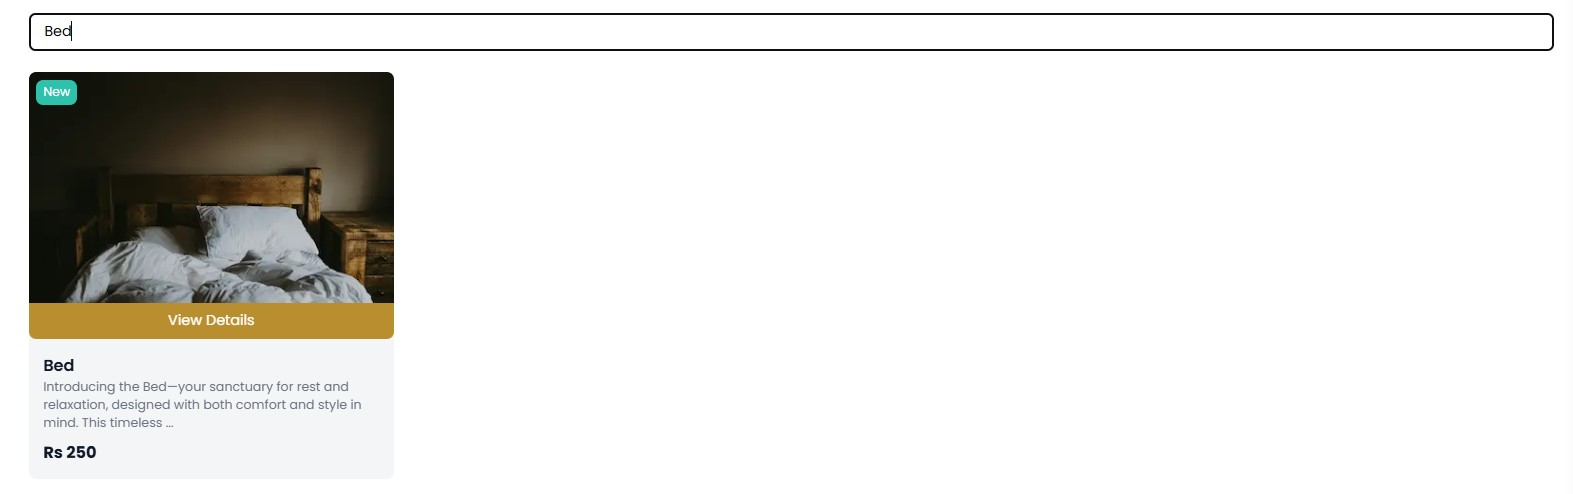 Bed
New
View Details
Bed
Introducing the Bed—your sanctuary for rest and
relaxation, designed with both comfort and style in
mind. This timeless ...
Rs 250